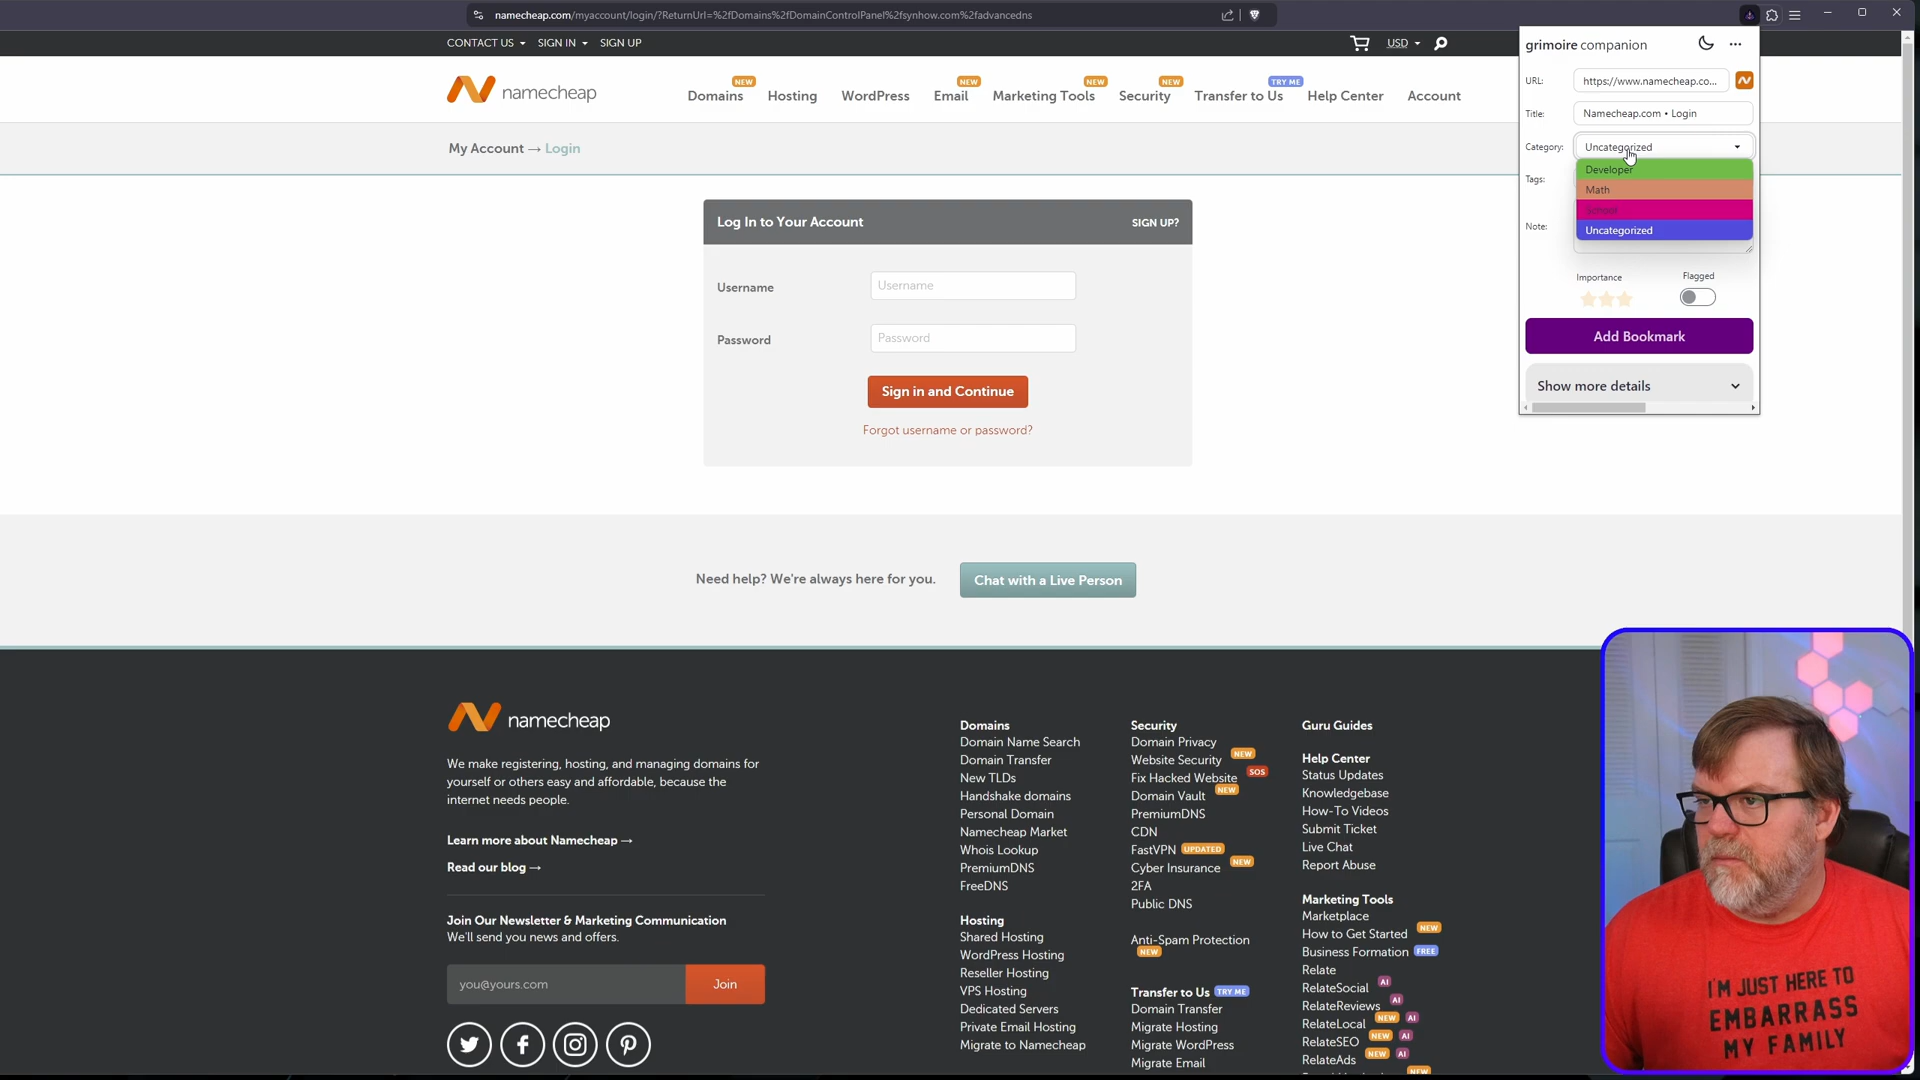 namecheap.com/myaccount/login/?ReturnUrl=%2fDomains%2fDomainControlPanel%2fsynhow.com%2fadvancedns
CONTACT US SIGN IN SIGN UP
USD
namecheap
Domains NEW Hosting WordPress Email NEW Marketing Tools NEW Security NEW Transfer to Us TRY ME Help Center Account
My Account → Login
grimoire companion
URL: https://www.namecheap.co...
Title: Namecheap.com • Login
Category: Uncategorized
Developer
Tags:
Math
School
Note:
Uncategorized
Importance Flagged
Add Bookmark
Show more details
Log In to Your Account SIGN UP?
Username Username
Password Password
Sign in and Continue
Forgot username or password?
Need help? We're always here for you. Chat with a Live Person
namecheap
We make registering, hosting, and managing domains for
yourself or others easy and affordable, because the
internet needs people.
Learn more about Namecheap →
Read our blog →
Join Our Newsletter & Marketing Communication
We'll send you news and offers.
you@yours.com Join
Domains
Domain Name Search
Domain Transfer
New TLDs
Handshake domains
Personal Domain
Namecheap Market
Whois Lookup
PremiumDNS
FreeDNS
Hosting
Shared Hosting
WordPress Hosting
Reseller Hosting
VPS Hosting
Dedicated Servers
Private Email Hosting
Migrate to Namecheap
Security
Domain Privacy
Website Security NEW
Fix Hacked Website SOS
Domain Vault NEW
PremiumDNS
CDN
FastVPN UPDATED
Cyber Insurance NEW
2FA
Public DNS
Anti-Spam Protection
NEW
Transfer to Us TRY ME
Domain Transfer
Migrate Hosting
Migrate WordPress
Migrate Email
Guru Guides
Help Center
Status Updates
Knowledgebase
How-To Videos
Submit Ticket
Live Chat
Report Abuse
Marketing Tools
Marketplace
How to Get Started NEW
Business Formation FREE
Relate
RelateSocial AI
RelateReviews AI
RelateLocal NEW AI
RelateSEO NEW AI
RelateAds NEW AI
NEW
I'M JUST HERE TO
EMBARRASS
MY FAMILY